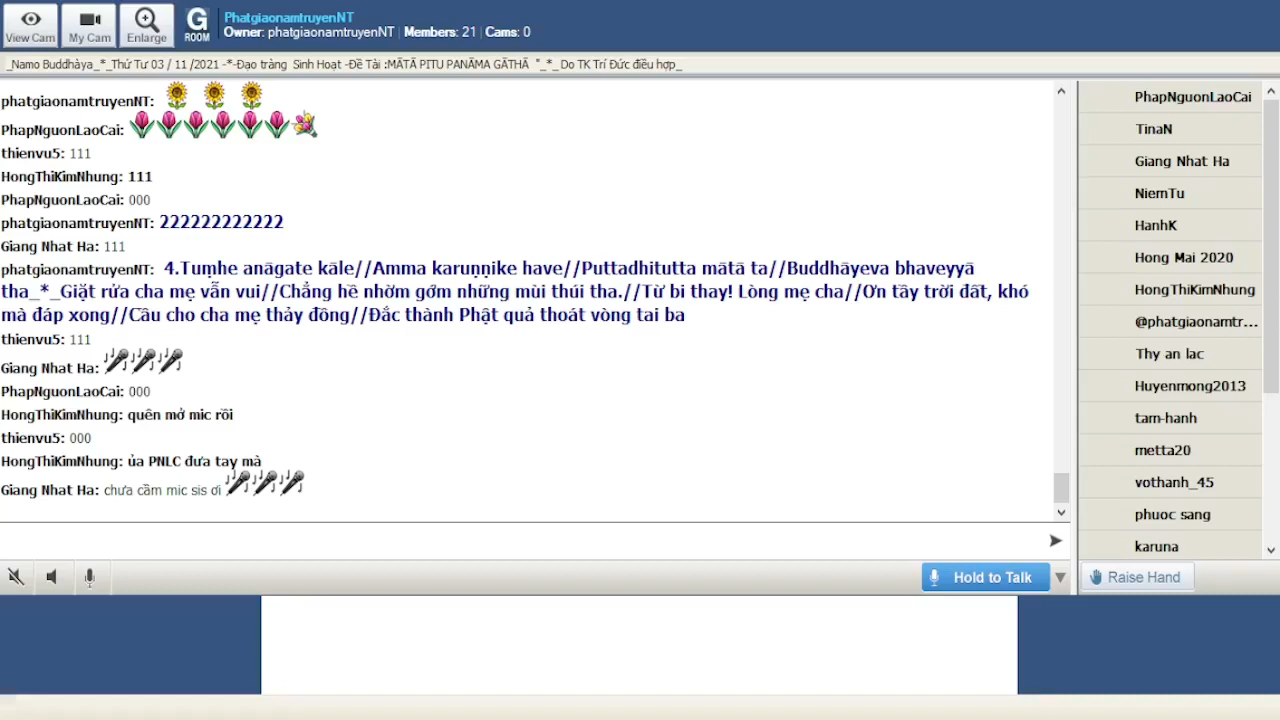 View Cam
My Cam
Enlarge
G ROOM
PhatgiaonamtruyenNT
Owner: phatgiaonamtruyenNT | Members: 21 | Cams: 0
_Namo Buddhàya_*_Thứ Tư 03 / 11 /2021 -*-Đạo tràng Sinh Hoạt -Đề Tài :MĀTĀ PITU PANĀMA GĀTHĀ "_*_ Do TK Trí Đức điều hợp_
phatgiaonamtruyenNT:
PhapNguonLaoCai:
thienvu5: 111
HongThiKimNhung: 111
PhapNguonLaoCai: 000
phatgiaonamtruyenNT: 222222222222
Giang Nhat Ha: 111
phatgiaonamtruyenNT: 4.Tuṃhe anāgate kāle//Amma karuṇṇike have//Puttadhitutta mātā ta//Buddhāyeva bhaveyyā
tha_*_Giặt rửa cha mẹ vẫn vui//Chẳng hề nhờm gớm những mùi thúi tha.//Từ bi thay! Lòng mẹ cha//Ơn tầy trời đất, khó
mà đáp xong//Cầu cho cha mẹ thảy đồng//Đắc thành Phật quả thoát vòng tai ba
thienvu5: 111
Giang Nhat Ha:
PhapNguonLaoCai: 000
HongThiKimNhung: quên mở mic rồi
thienvu5: 000
HongThiKimNhung: ủa PNLC đưa tay mà
Giang Nhat Ha: chưa cầm mic sis ơi
Hold to Talk
PhapNguonLaoCai
TinaN
Giang Nhat Ha
NiemTu
HanhK
Hong Mai 2020
HongThiKimNhung
@phatgiaonamtr...
Thy an lac
Huyenmong2013
tam-hanh
metta20
vothanh_45
phuoc sang
karuna
Raise Hand